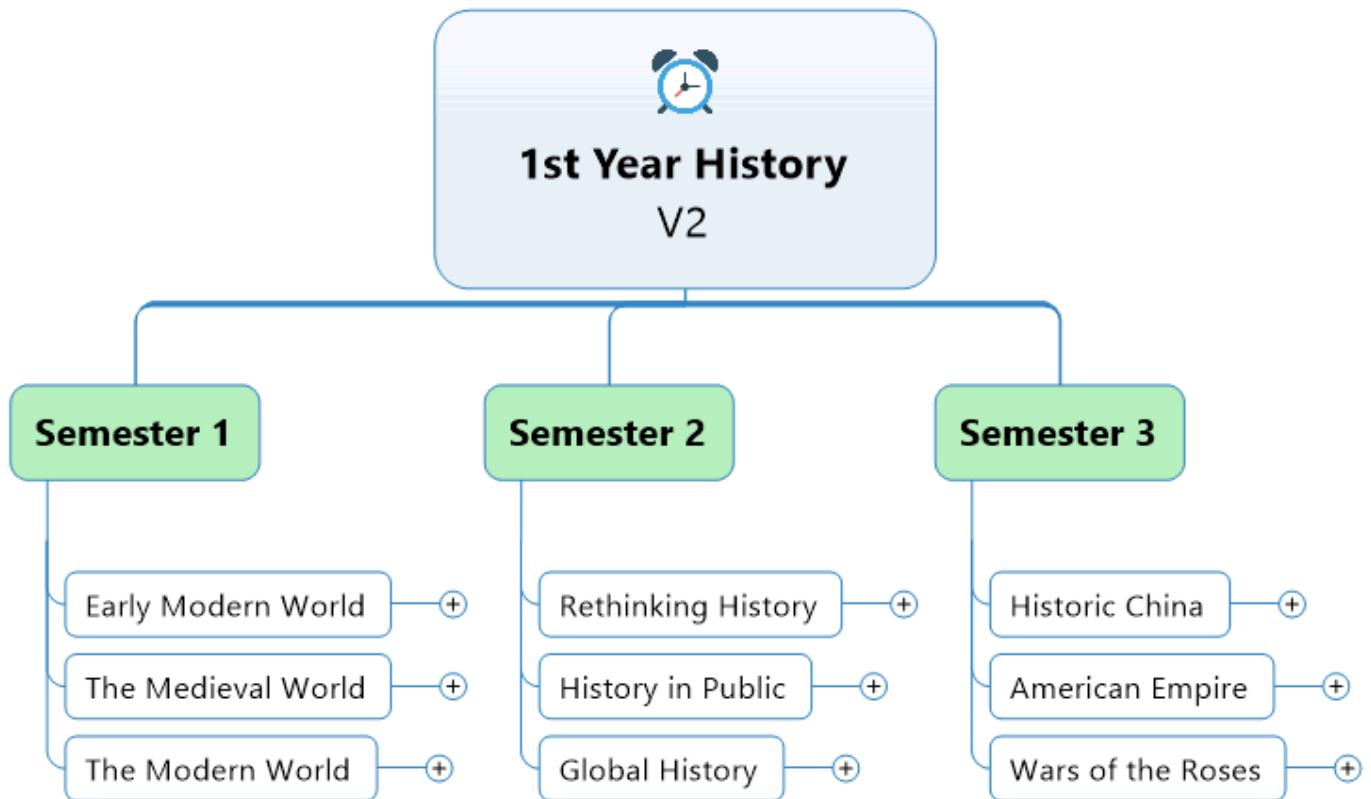 1st Year History
V2
Semester 1
Early Modern World
The Medieval World
The Modern World
Semester 2
Rethinking History
History in Public
Global History
Semester 3
Historic China
American Empire
Wars of the Roses